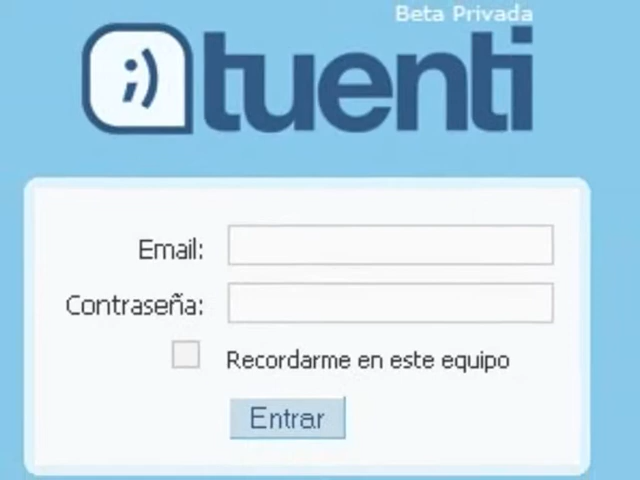 Beta Privada
;) tuenti
Email:
Contraseña:
Recordarme en este equipo
Entrar